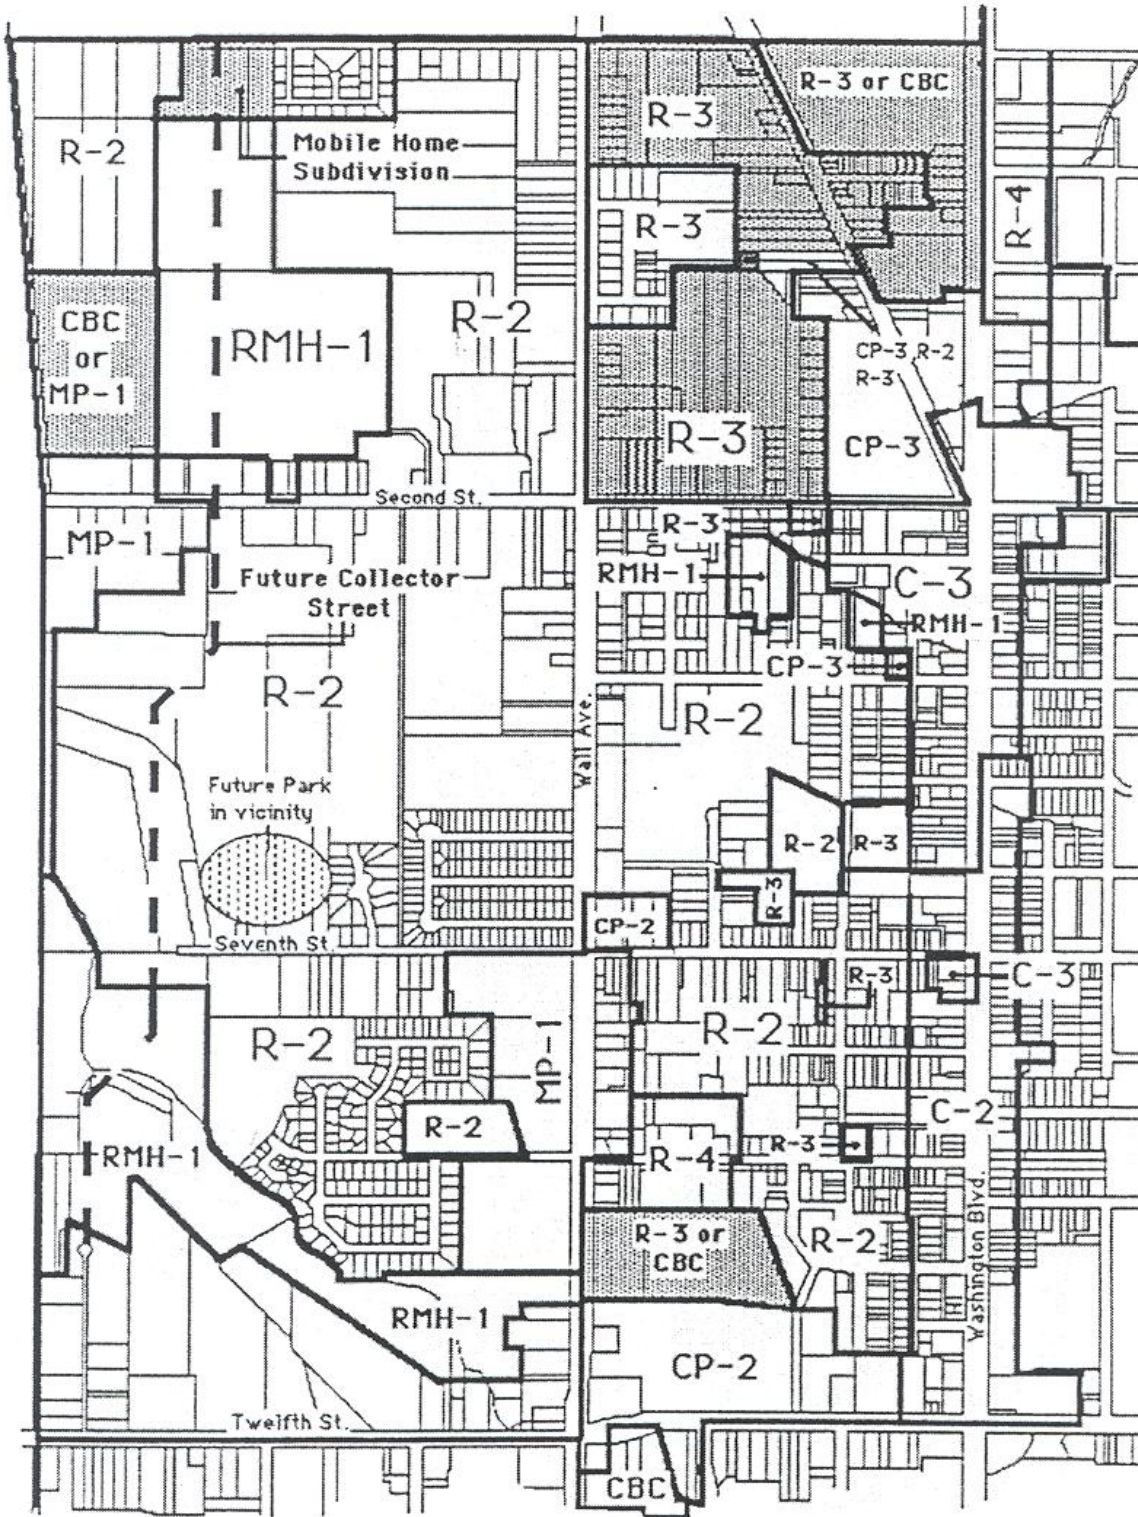 R-3 or CBC
R-3
R-2
Mobile Home
Subdivision
R-4
R-3
CBC
or
MP-1
RMH-1
R-2
CP-3
R-2
R-3
R-3
CP-3
Second St.
MP-1
R-3
Future Collector
Street
RMH-1
C-3
RMH-1
CP-3
R-2
R-2
Wall Ave.
Future Park
in vicinity
R-2
R-3
R-3
CP-2
Seventh St.
R-3
C-3
R-2
R-2
MP-1
C-2
R-2
R-3
RMH-1
R-4
Washington Blvd.
R-3 or
CBC
R-2
RMH-1
CP-2
Twelfth St.
CBC